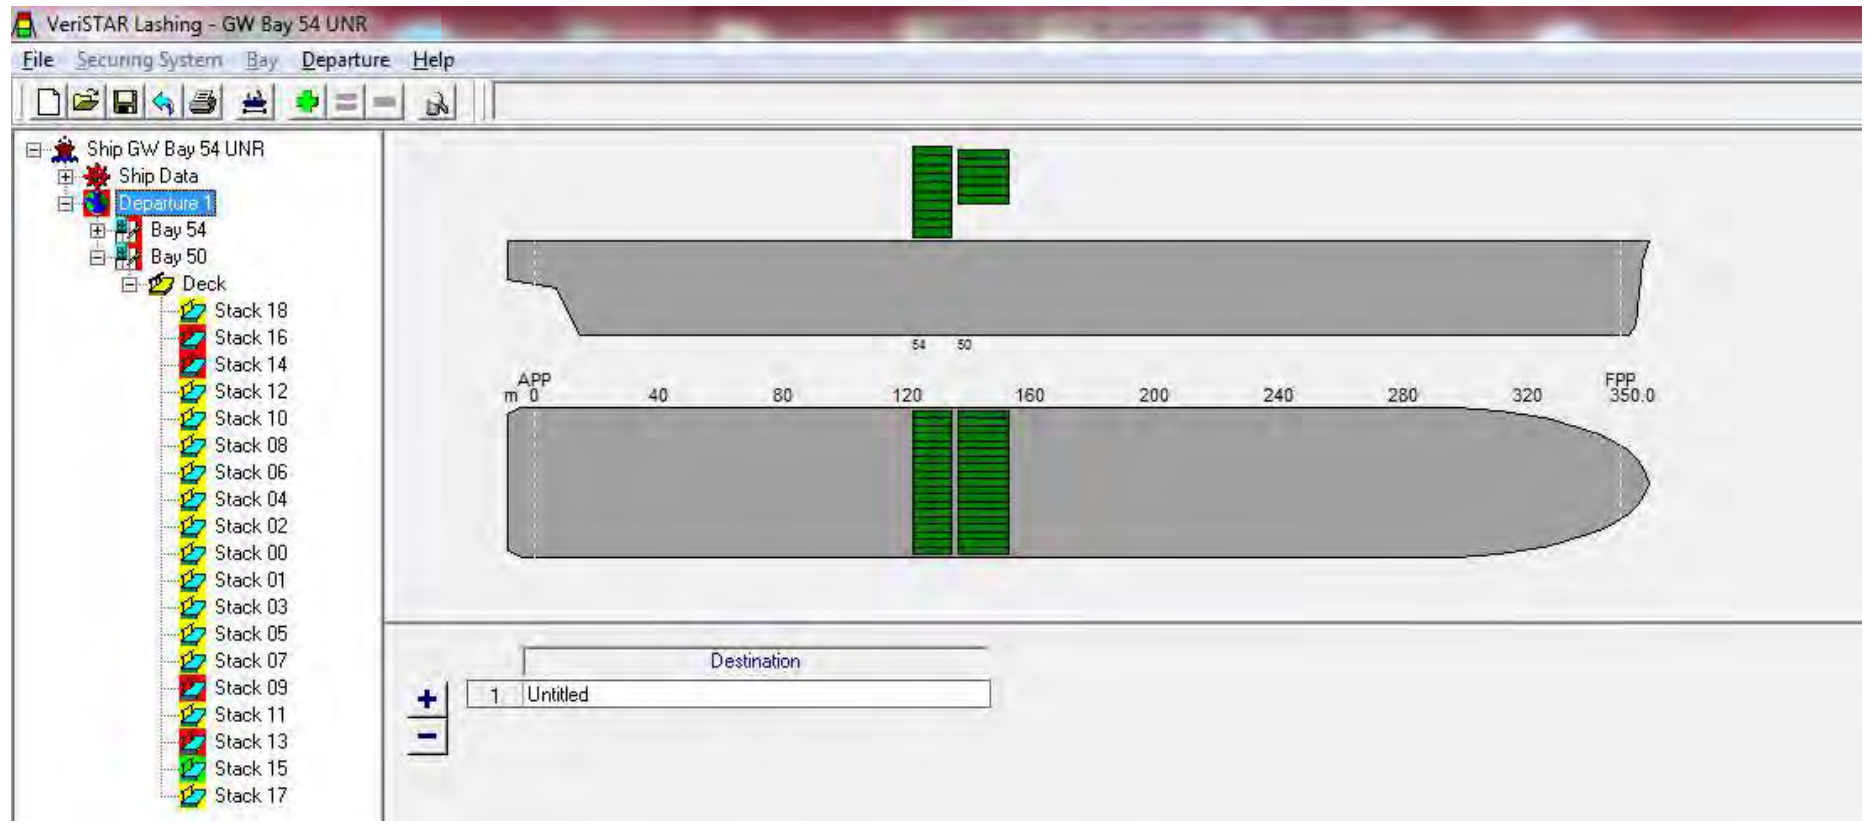 VeriSTAR Lashing - GW Bay 54 UNR
File Securing System Bay Departure Help
Ship GW Bay 54 UNR
Ship Data
Departure 1
Bay 54
Bay 50
Deck
Stack 18
Stack 16
Stack 14
Stack 12
Stack 10
Stack 08
Stack 06
Stack 04
Stack 02
Stack 00
Stack 01
Stack 03
Stack 05
Stack 07
Stack 09
Stack 11
Stack 13
Stack 15
Stack 17
54 50
APP FPP
m 0 40 80 120 160 200 240 280 320 350.0
Destination
1 Untitled